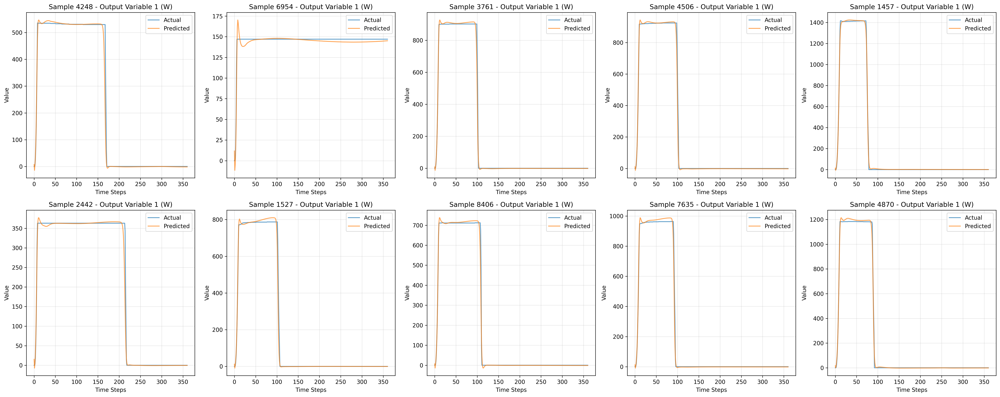 Sample 4248 - Output Variable 1 (W)
Value
500
400
300
200
100
0
Actual
Predicted
0 50 100 150 200 250 300 350
Time Steps
Sample 6954 - Output Variable 1 (W)
Value
175
150
125
100
75
50
25
0
Actual
Predicted
0 50 100 150 200 250 300 350
Time Steps
Sample 3761 - Output Variable 1 (W)
Value
800
600
400
200
0
Actual
Predicted
0 50 100 150 200 250 300 350
Time Steps
Sample 4506 - Output Variable 1 (W)
Value
800
600
400
200
0
Actual
Predicted
0 50 100 150 200 250 300 350
Time Steps
Sample 1457 - Output Variable 1 (W)
Value
1400
1200
1000
800
600
400
200
0
Actual
Predicted
0 50 100 150 200 250 300 350
Time Steps
Sample 2442 - Output Variable 1 (W)
Value
350
300
250
200
150
100
50
0
Actual
Predicted
0 50 100 150 200 250 300 350
Time Steps
Sample 1527 - Output Variable 1 (W)
Value
800
600
400
200
0
Actual
Predicted
0 50 100 150 200 250 300 350
Time Steps
Sample 8406 - Output Variable 1 (W)
Value
700
600
500
400
300
200
100
0
Actual
Predicted
0 50 100 150 200 250 300 350
Time Steps
Sample 7635 - Output Variable 1 (W)
Value
1000
800
600
400
200
0
Actual
Predicted
0 50 100 150 200 250 300 350
Time Steps
Sample 4870 - Output Variable 1 (W)
Value
1200
1000
800
600
400
200
0
Actual
Predicted
0 50 100 150 200 250 300 350
Time Steps